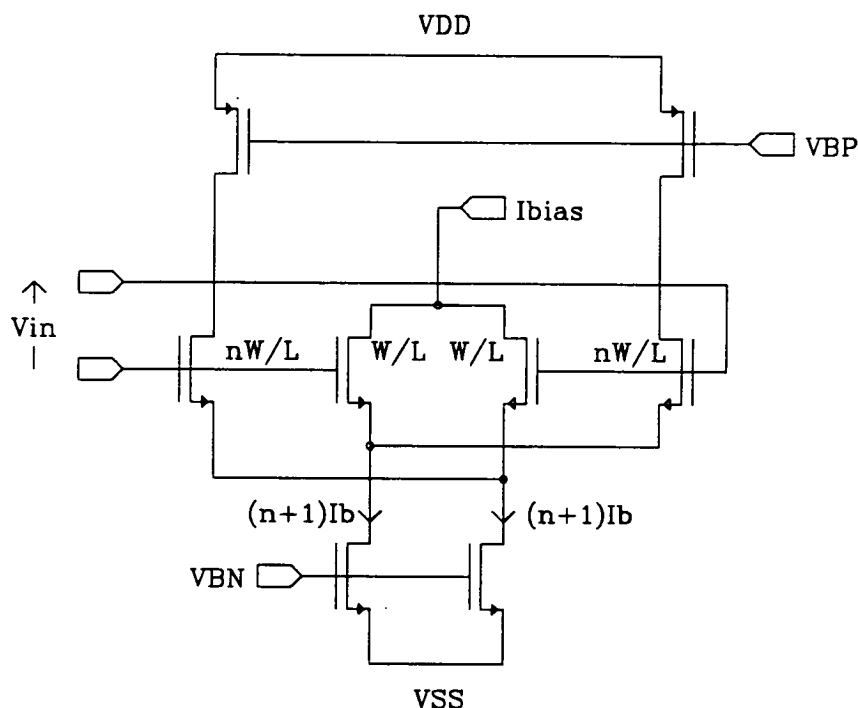 VDD
VBP
Ibias
Vin
nW/L W/L W/L nW/L
(n+1)Ib (n+1)Ib
VBN
VSS